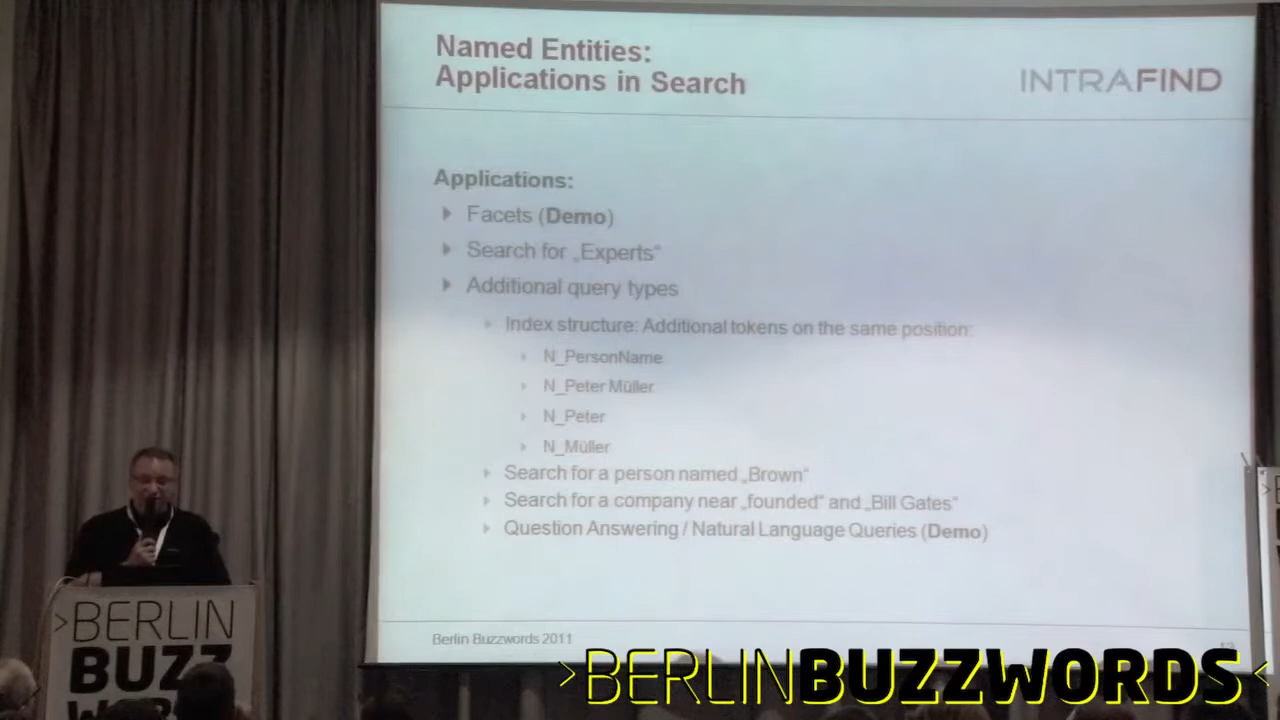 Named Entities:
Applications in Search
INTRAFIND
Applications:
Facets (Demo)
Search for „Experts“
Additional query types
Index structure: Additional tokens on the same position:
N_PersonName
N_Peter Müller
N_Peter
N_Müller
Search for a person named „Brown“
Search for a company near „founded“ and „Bill Gates“
Question Answering / Natural Language Queries (Demo)
Berlin Buzzwords 2011
>BERLIN
BUZZ
>BERLINBUZZWORDS<